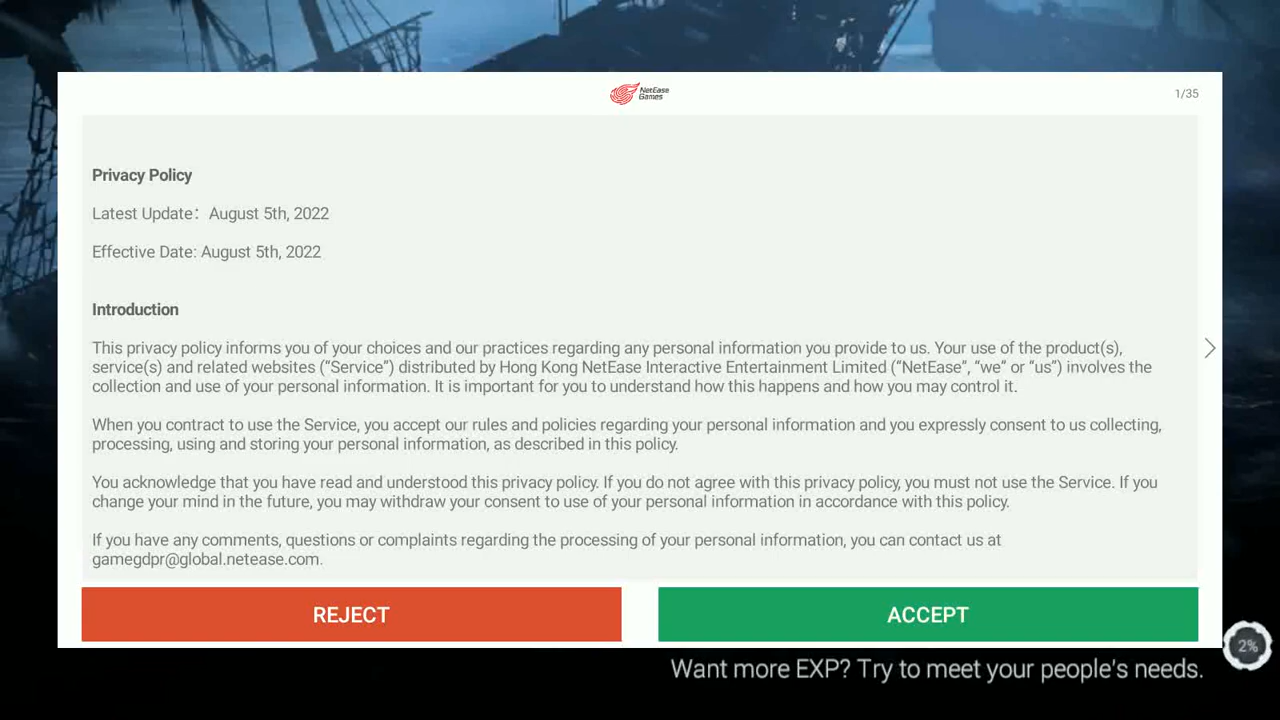 NetEase
Games
1/35
Privacy Policy
Latest Update：August 5th, 2022
Effective Date: August 5th, 2022
Introduction
This privacy policy informs you of your choices and our practices regarding any personal information you provide to us. Your use of the product(s),
service(s) and related websites (“Service”) distributed by Hong Kong NetEase Interactive Entertainment Limited (“NetEase”, “we“ or “us”) involves the
collection and use of your personal information. It is important for you to understand how this happens and how you may control it.
When you contract to use the Service, you accept our rules and policies regarding your personal information and you expressly consent to us collecting,
processing, using and storing your personal information, as described in this policy.
You acknowledge that you have read and understood this privacy policy. If you do not agree with this privacy policy, you must not use the Service. If you
change your mind in the future, you may withdraw your consent to use of your personal information in accordance with this policy.
If you have any comments, questions or complaints regarding the processing of your personal information, you can contact us at
gamegdpr@global.netease.com.
REJECT
ACCEPT
2%
Want more EXP? Try to meet your people's needs.